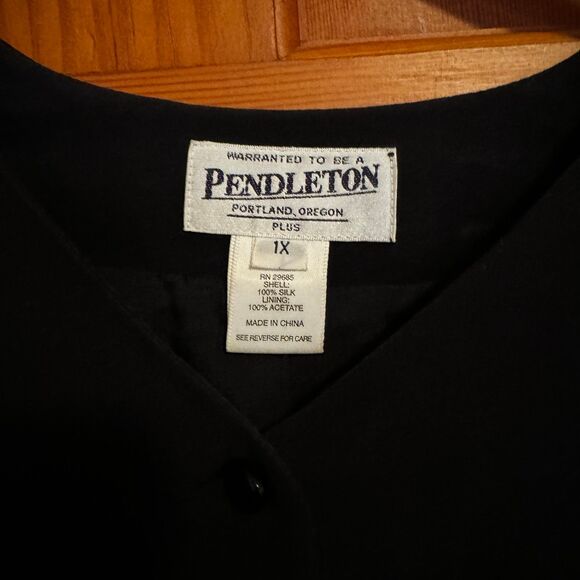 WARRANTED TO BE A
PENDLETON
PORTLAND, OREGON
PLUS
1X
RN 29685
SHELL:
100% SILK
LINING:
100% ACETATE
MADE IN CHINA
SEE REVERSE FOR CARE